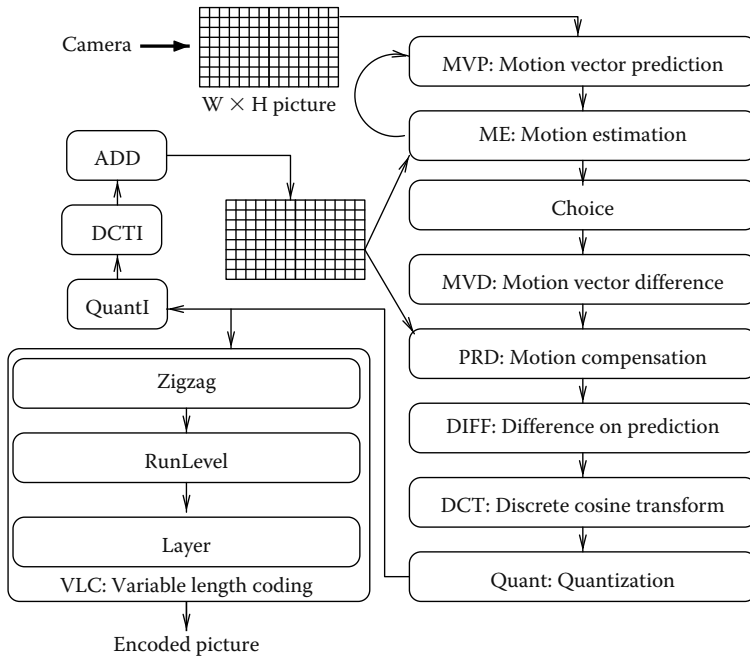 Camera
W × H picture
MVP: Motion vector prediction
ME: Motion estimation
ADD
Choice
DCTI
MVD: Motion vector difference
QuantI
PRD: Motion compensation
Zigzag
DIFF: Difference on prediction
RunLevel
DCT: Discrete cosine transform
Layer
VLC: Variable length coding
Quant: Quantization
Encoded picture